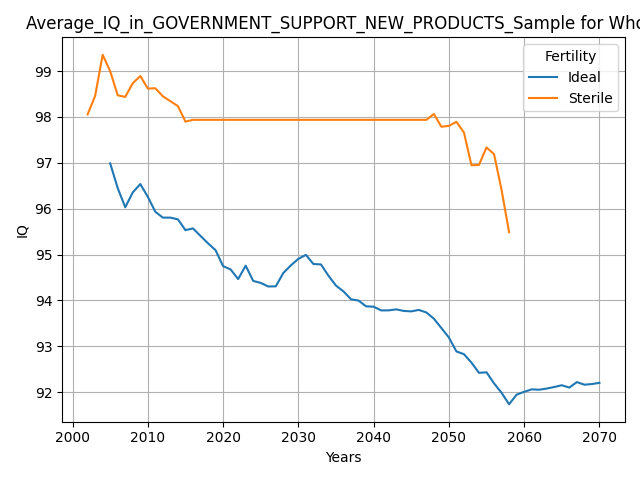 Average_IQ_in_GOVERNMENT_SUPPORT_NEW_PRODUCTS_Sample for
Fertility
Ideal
Sterile
99
98
97
96
95
94
93
92
IQ
2000 2010 2020 2030 2040 2050 2060 2070
Years